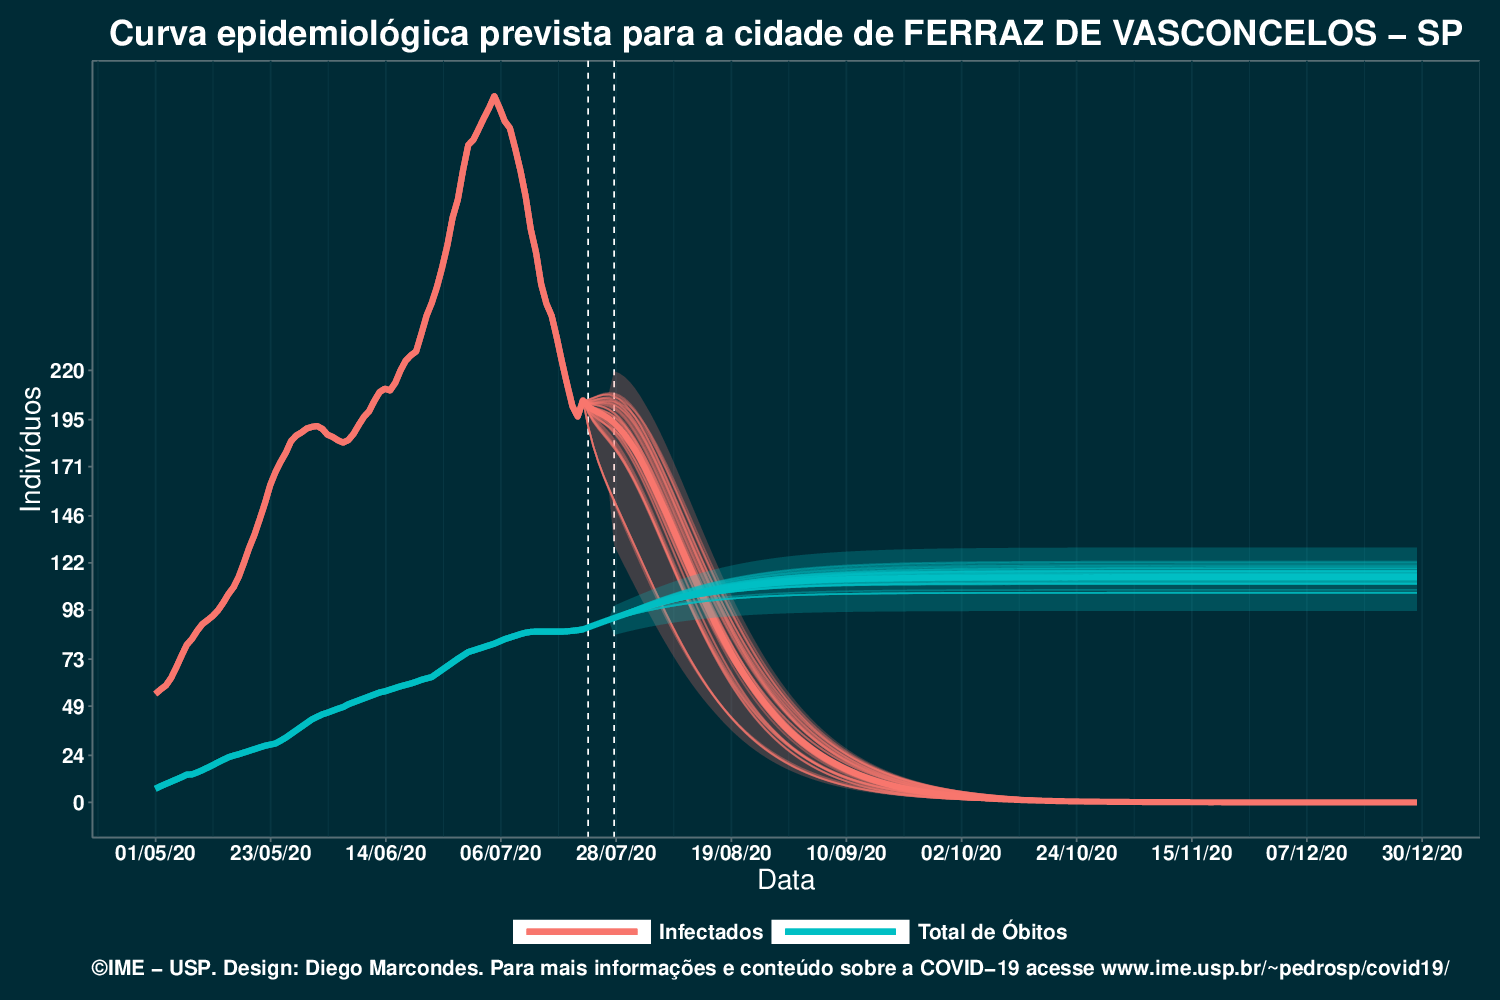 Curva epidemiológica prevista para a cidade de FERRAZ DE VASCONCELOS – SP
Indivíduos
220
195
171
146
122
98
73
49
24
0
01/05/20 23/05/20 14/06/20 06/07/20 28/07/20 19/08/20 10/09/20 02/10/20 24/10/20 15/11/20 07/12/20 30/12/20
Data
Infectados Total de Óbitos
©IME – USP. Design: Diego Marcondes. Para mais informações e conteúdo sobre a COVID–19 acesse www.ime.usp.br/~pedrosp/covid19/